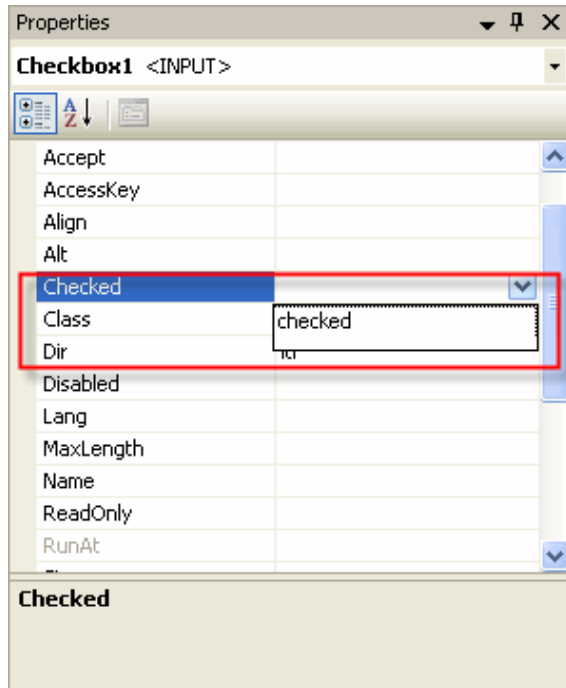 Properties
Checkbox1 <INPUT>
Accept
AccessKey
Align
Alt
Checked
Class
checked
Dir
Disabled
Lang
MaxLength
Name
ReadOnly
RunAt
Checked